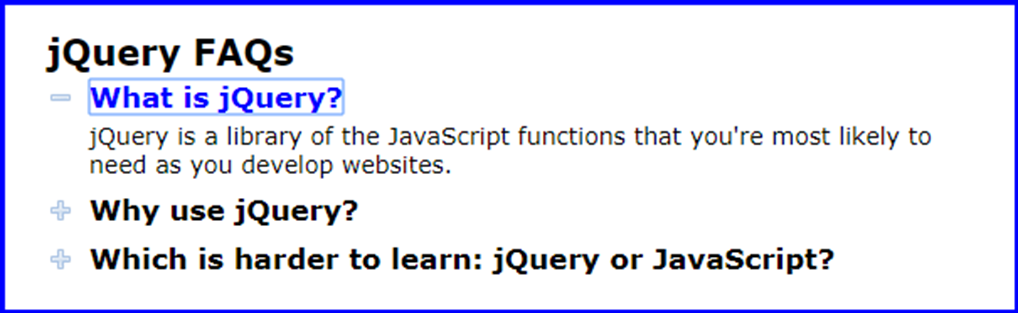 jQuery FAQs
What is jQuery?
jQuery is a library of the JavaScript functions that you're most likely to
need as you develop websites.
Why use jQuery?
Which is harder to learn: jQuery or JavaScript?